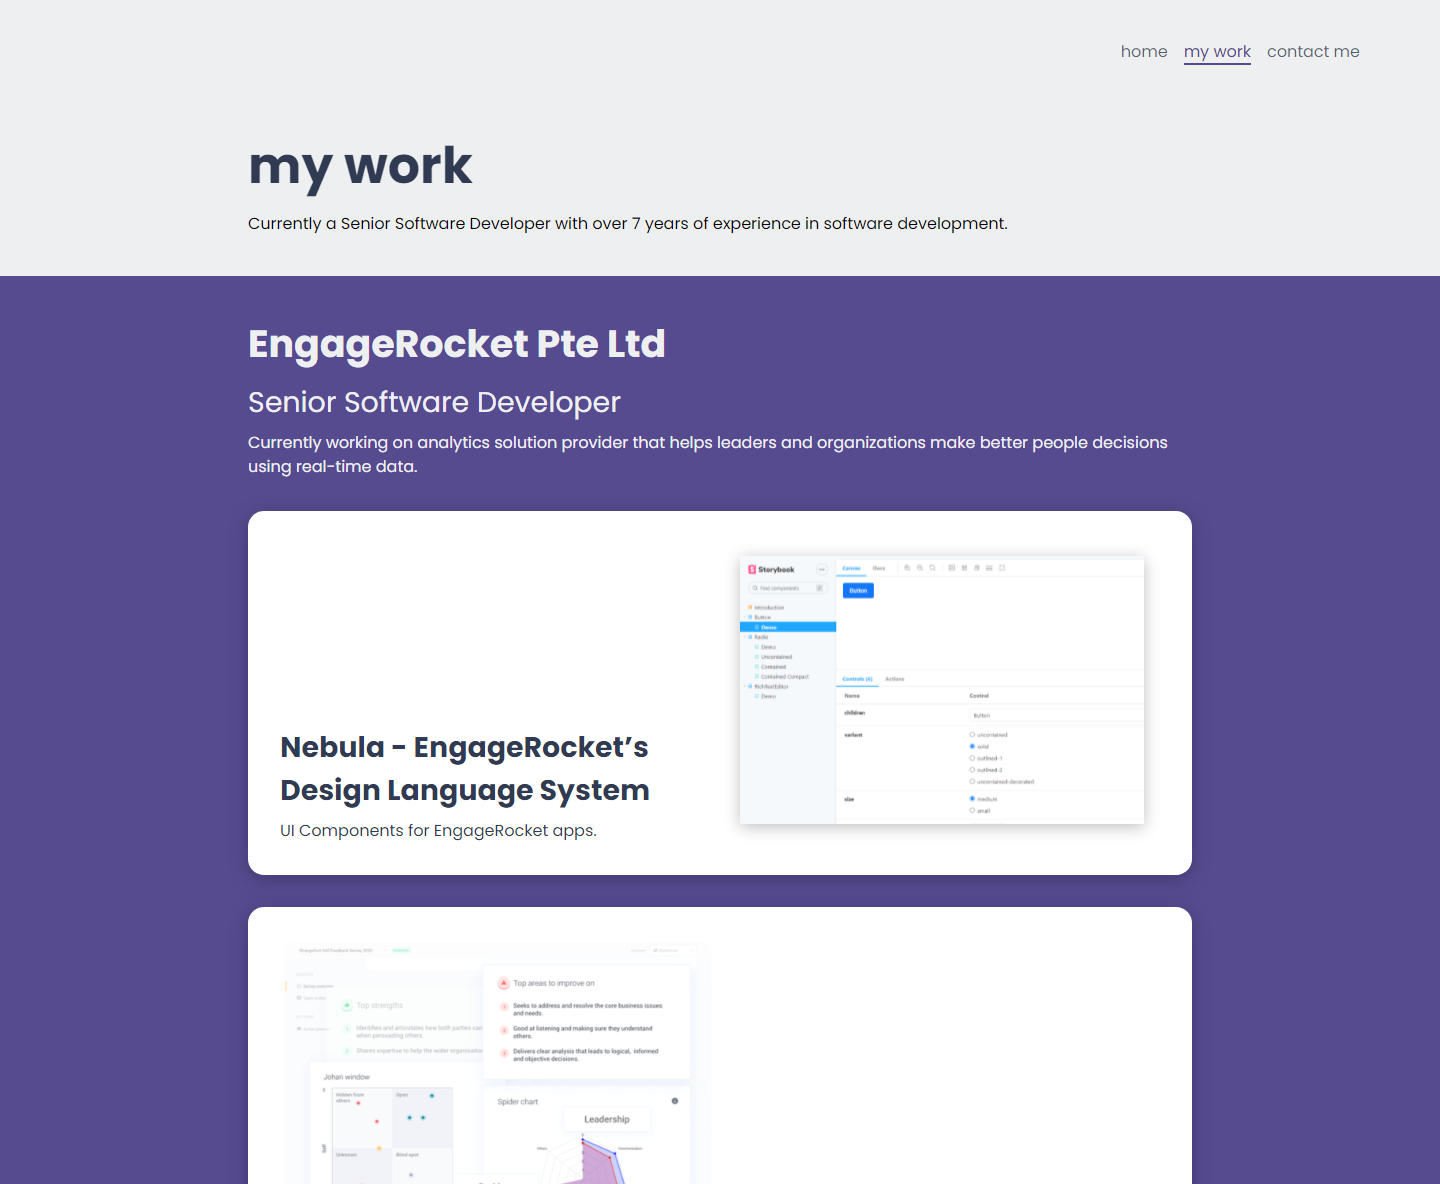 home my work contact me
my work
Currently a Senior Software Developer with over 7 years of experience in software development.
EngageRocket Pte Ltd
Senior Software Developer
Currently working on analytics solution provider that helps leaders and organizations make better people decisions
using real-time data.
Nebula - EngageRocket’s
Design Language System
UI Components for EngageRocket apps.
Storybook
Find components
Introduction
Button
Demo
Radio
Demo
Uncontained
Contained
Contained Compact
RichTextEditor
Demo
Canvas Docs
Button
Controls (6) Actions
Name Control
children Button
variant uncontained
solid
outlined-1
outlined-2
uncontained-decorated
size medium
small
Top strengths
1 Identifies and articulates how both parties can
when persuading others.
2 Shares expertise to help the wider organisation
Top areas to improve on
1 Seeks to address and resolve the core business issues
and needs.
2 Good at listening and making sure they understand
others.
3 Delivers clear analysis that leads to logical, informed
and objective decisions.
Johari window
Hidden from
others
Open
Self
Unknown Blind spot
Spider chart
Leadership
Others Communication